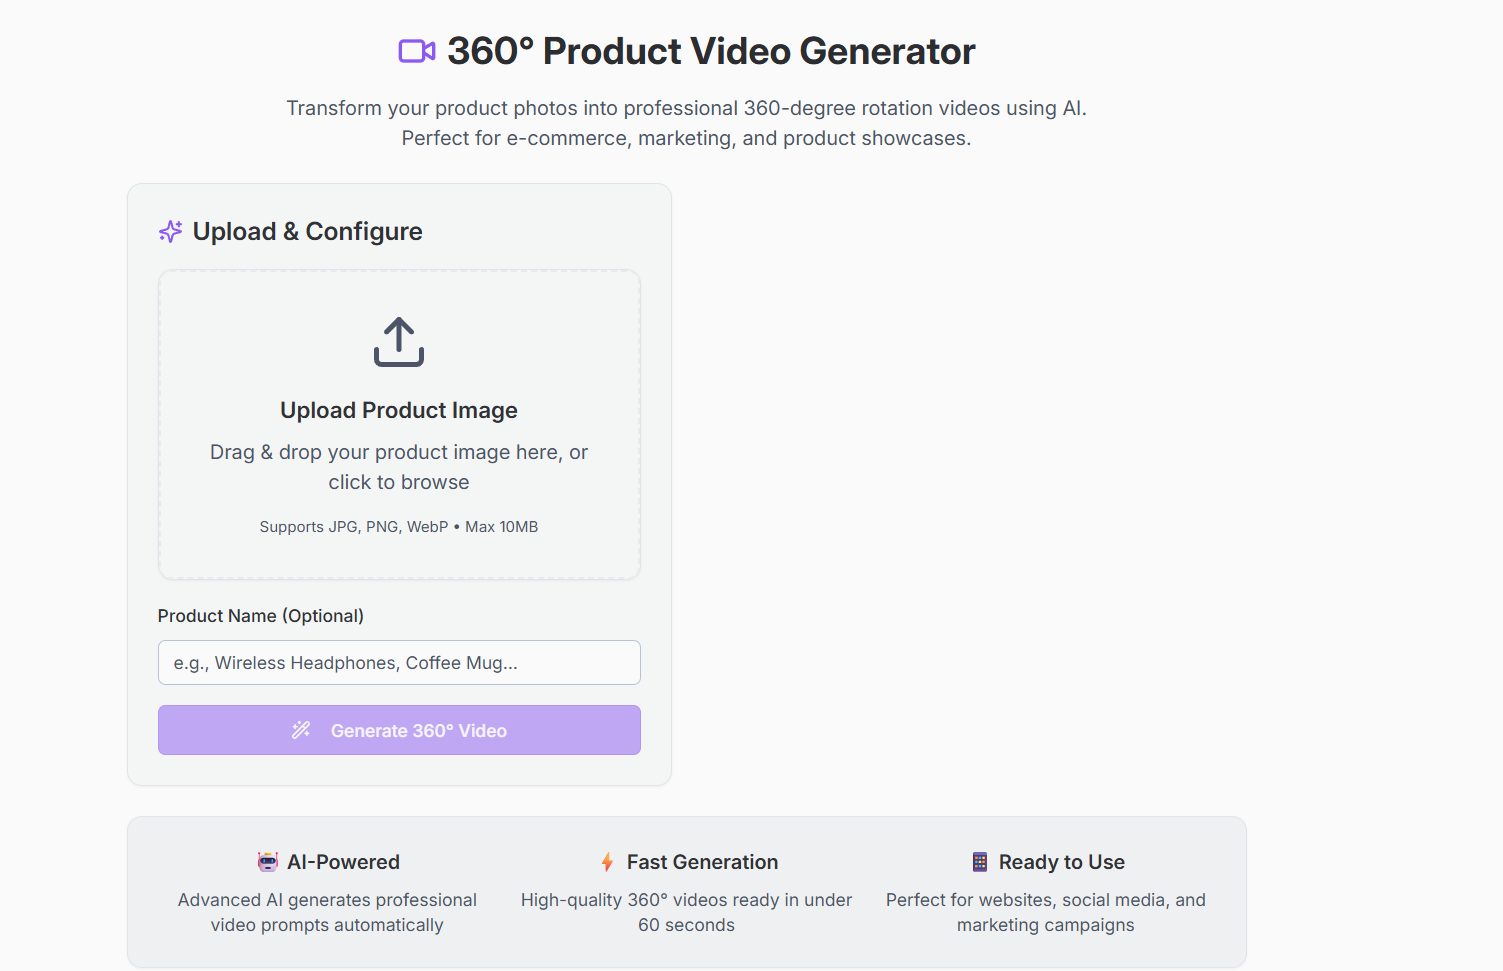 360° Product Video Generator
Transform your product photos into professional 360-degree rotation videos using AI.
Perfect for e-commerce, marketing, and product showcases.
Upload & Configure
Upload Product Image
Drag & drop your product image here, or
click to browse
Supports JPG, PNG, WebP • Max 10MB
Product Name (Optional)
e.g., Wireless Headphones, Coffee Mug...
Generate 360° Video
AI-Powered
Advanced AI generates professional
video prompts automatically
Fast Generation
High-quality 360° videos ready in under
60 seconds
Ready to Use
Perfect for websites, social media, and
marketing campaigns